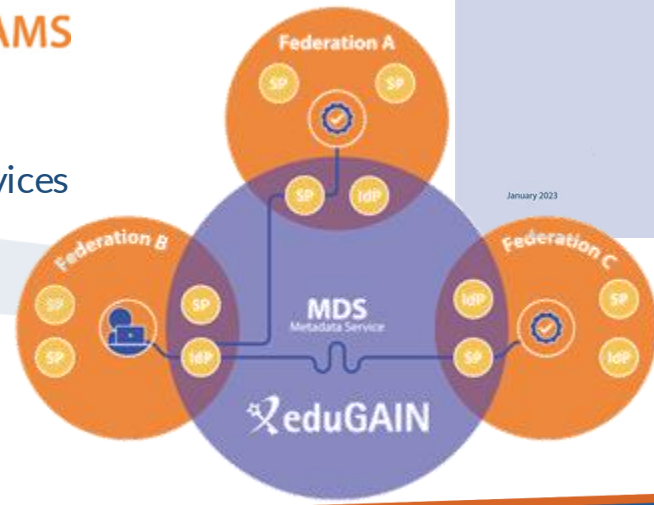 AMS
vices
January 2023
Federation A
SP
SP
SP
IdP
Federation B
SP
SP
SP
IdP
MDS
Metadata Service
eduGAIN
Federation C
IdP
SP
SP
IdP